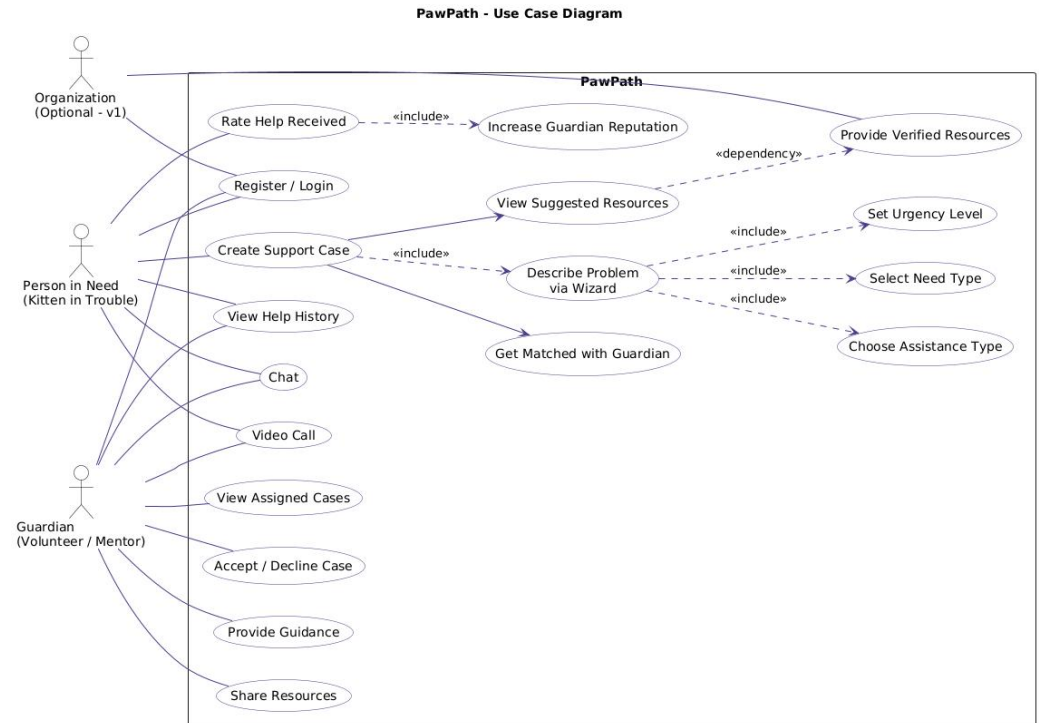 PawPath - Use Case Diagram
PawPath
Organization
(Optional - v1)
Person in Need
(Kitten in Trouble)
Guardian
(Volunteer / Mentor)
Rate Help Received
«include»
Increase Guardian Reputation
Provide Verified Resources
Register / Login
«dependency»
View Suggested Resources
Set Urgency Level
Create Support Case
«include»
«include»
Describe Problem
via Wizard
«include»
Select Need Type
«include»
Choose Assistance Type
View Help History
Get Matched with Guardian
Chat
Video Call
View Assigned Cases
Accept / Decline Case
Provide Guidance
Share Resources